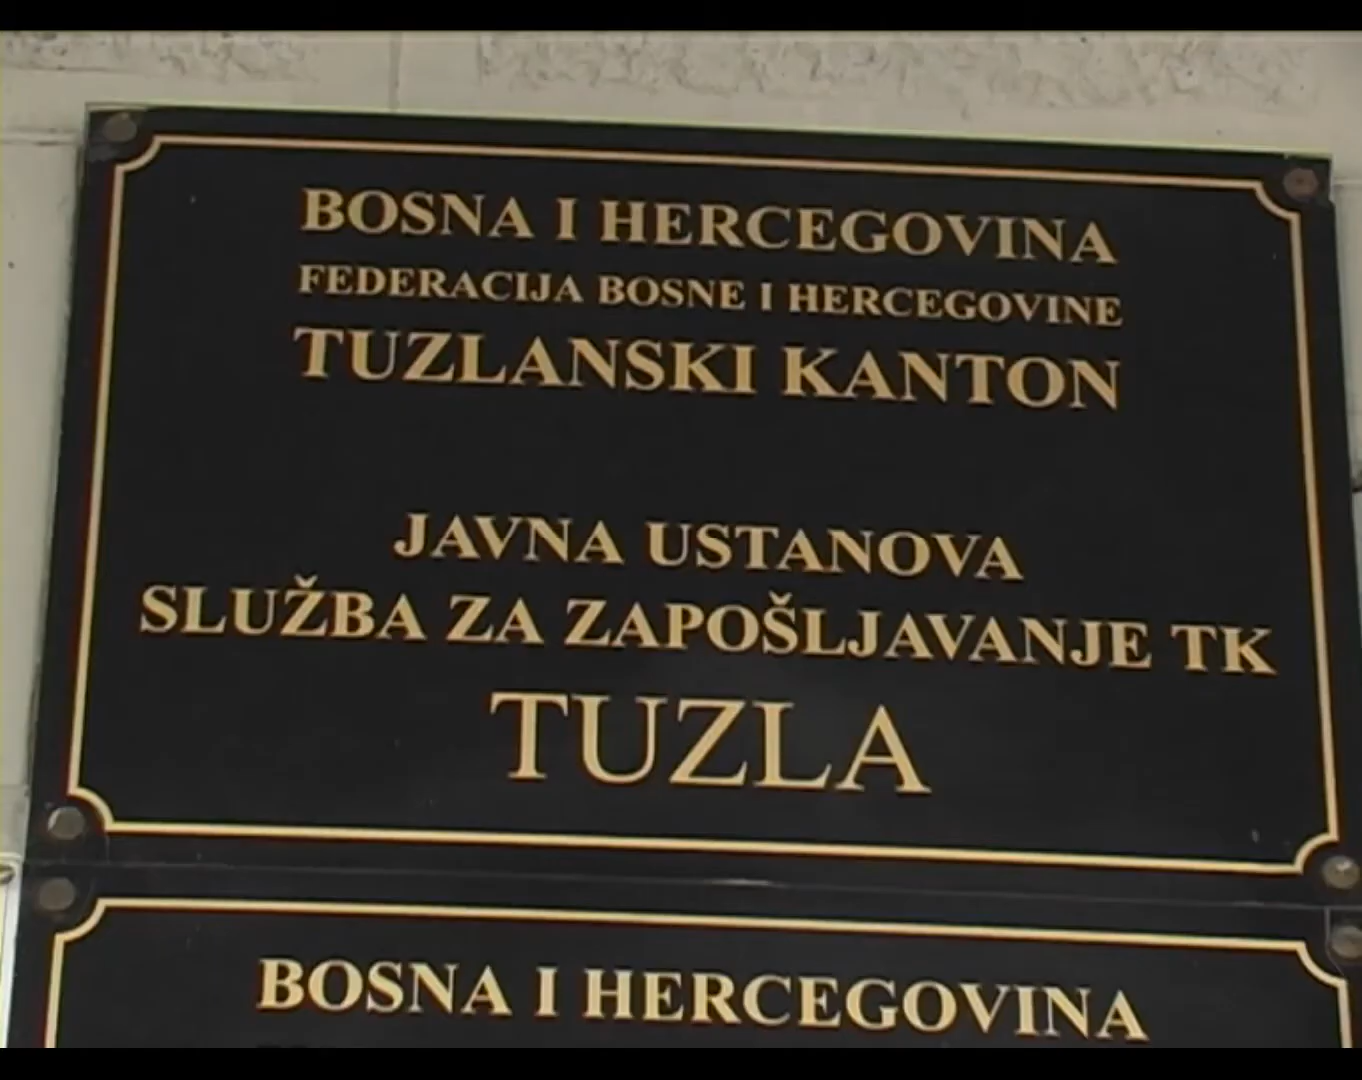 BOSNA I HERCEGOVINA
FEDERACIJA BOSNE I HERCEGOVINE
TUZLANSKI KANTON
JAVNA USTANOVA
SLUŽBA ZA ZAPOŠLJAVANJE TK
TUZLA
BOSNA I HERCEGOVINA